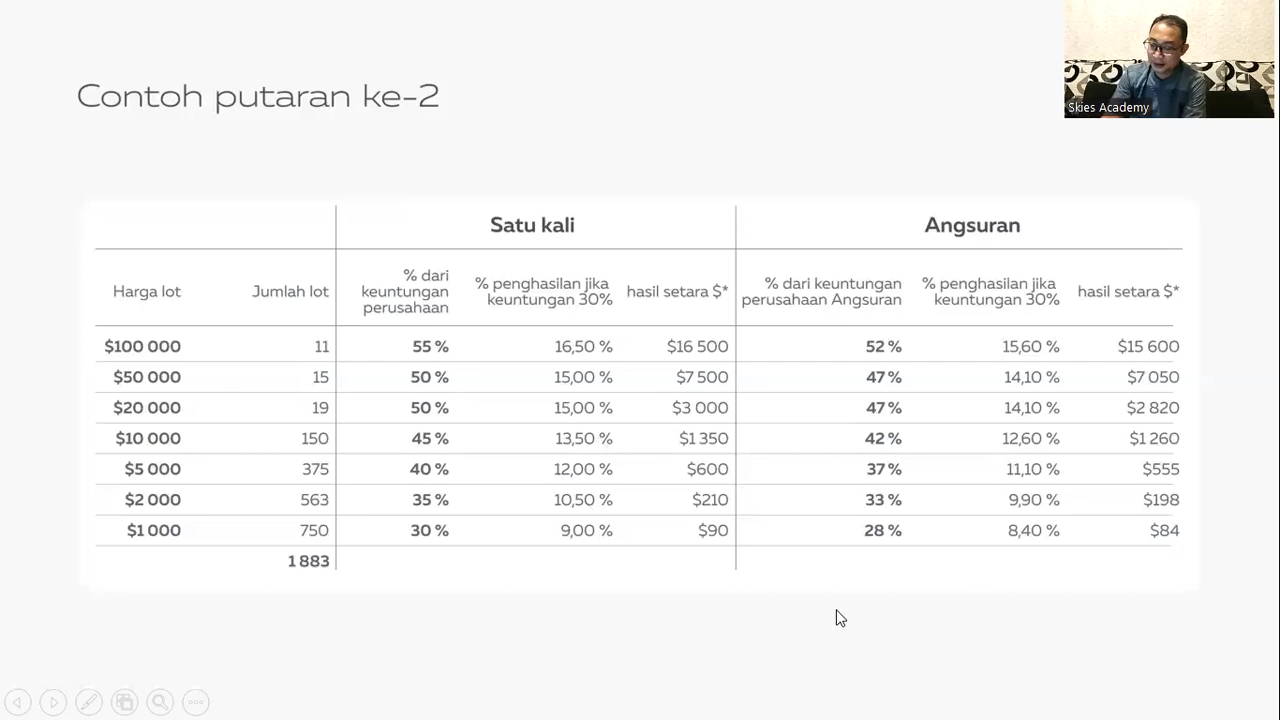 Skies Academy
Contoh putaran ke-2
Satu kali Angsuran
Harga lot Jumlah lot % dari keuntungan perusahaan % penghasilan jika keuntungan 30% hasil setara $* % dari keuntungan perusahaan Angsuran % penghasilan jika keuntungan 30% hasil setara $*
$100 000 11 55 % 16,50 % $16 500 52 % 15,60 % $15 600
$50 000 15 50 % 15,00 % $7 500 47 % 14,10 % $7 050
$20 000 19 50 % 15,00 % $3 000 47 % 14,10 % $2 820
$10 000 150 45 % 13,50 % $1 350 42 % 12,60 % $1 260
$5 000 375 40 % 12,00 % $600 37 % 11,10 % $555
$2 000 563 35 % 10,50 % $210 33 % 9,90 % $198
$1 000 750 30 % 9,00 % $90 28 % 8,40 % $84
1 883